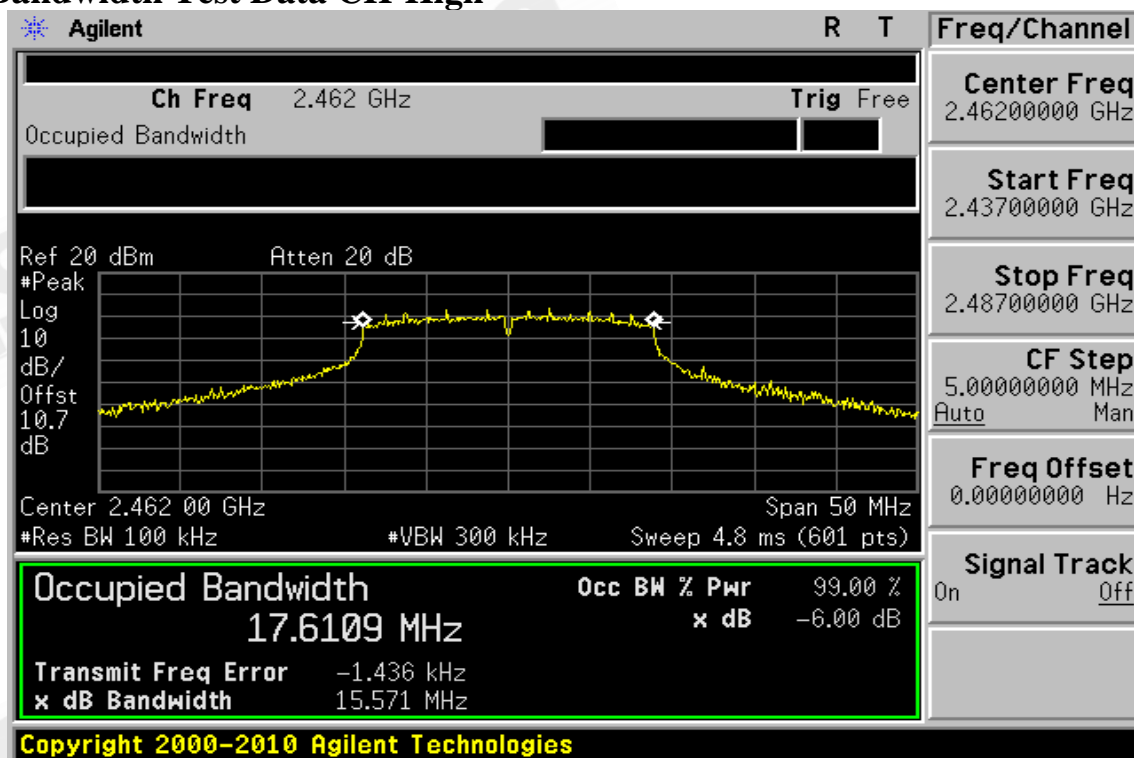 Bandwidth Test Data CH-High
Agilent R T
Ch Freq 2.462 GHz Trig Free
Occupied Bandwidth
Ref 20 dBm Atten 20 dB
#Peak
Log
10
dB/
Offst
10.7
dB
Center 2.462 00 GHz Span 50 MHz
#Res BW 100 kHz #VBW 300 kHz Sweep 4.8 ms (601 pts)
Occupied Bandwidth
17.6109 MHz
Occ BW % Pwr 99.00 %
x dB -6.00 dB
Transmit Freq Error -1.436 kHz
x dB Bandwidth 15.571 MHz
Copyright 2000-2010 Agilent Technologies
Freq/Channel
Center Freq
2.46200000 GHz
Start Freq
2.43700000 GHz
Stop Freq
2.48700000 GHz
CF Step
5.00000000 MHz
Auto Man
Freq Offset
0.00000000 Hz
Signal Track
On Off